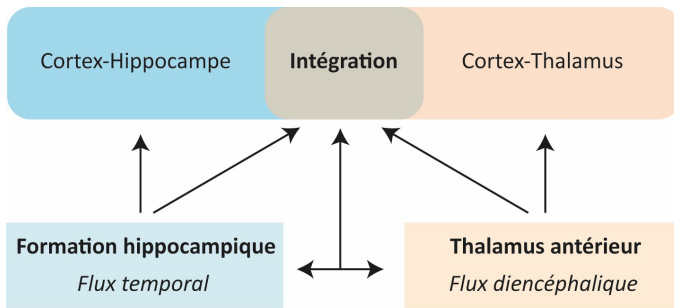 Cortex-Hippocampe
Intégration
Cortex-Thalamus
Formation hippocampique
Flux temporal
Thalamus antérieur
Flux diencéphalique